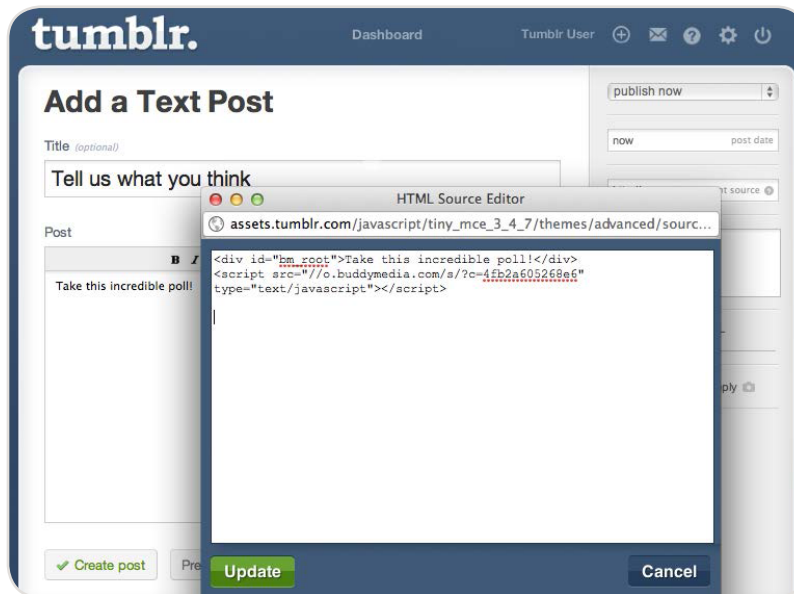 tumblr.
Dashboard
Tumblr User
Add a Text Post
Title (optional)
Tell us what you think
Post
B I
Take this incredible poll!
Create post
publish now
now
post date
source
HTML Source Editor
assets.tumblr.com/javascript/tiny_mce_3_4_7/themes/advanced/sourc...
<div id="bm_root">Take this incredible poll!</div>
<script src="//o.buddymedia.com/s/?c=4fb2a605268e6"
type="text/javascript"></script>
Update
Cancel